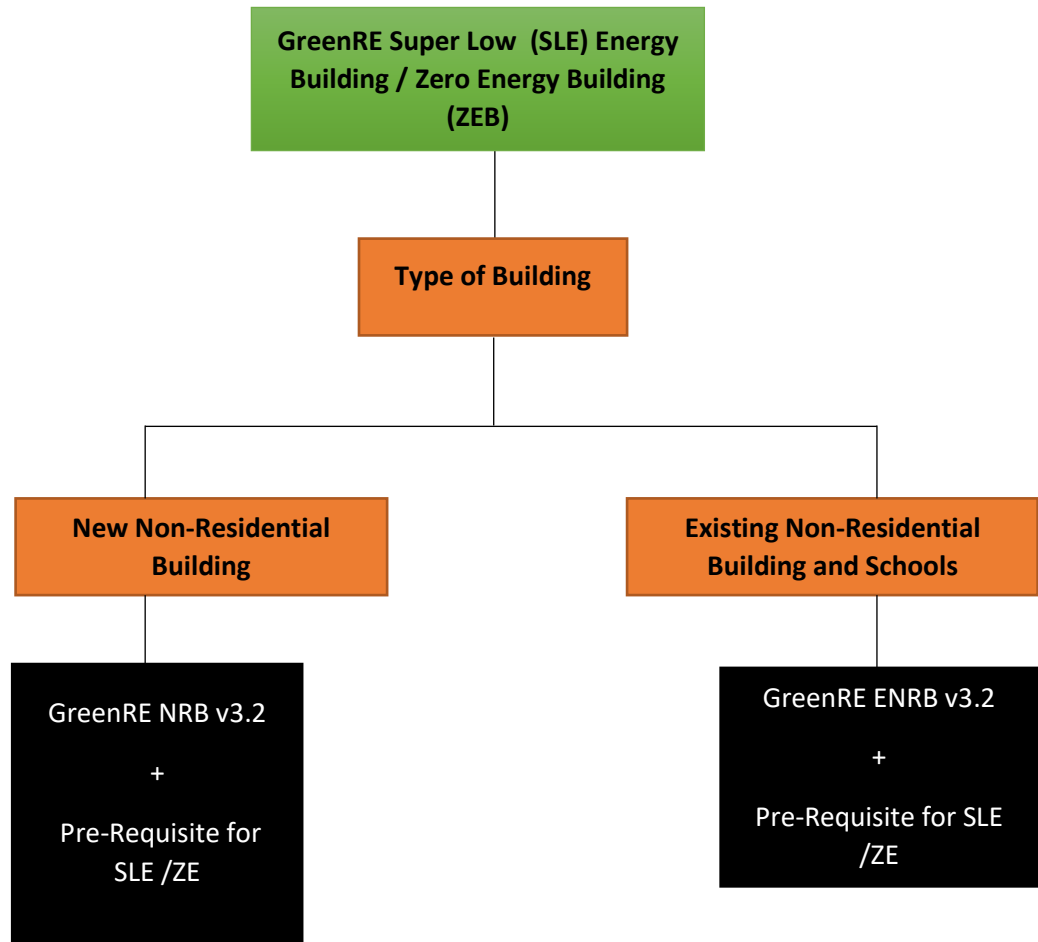 GreenRE Super Low  (SLE) Energy
Building / Zero Energy Building
(ZEB)
Type of Building
New Non-Residential
Building
Existing Non-Residential
Building and Schools
GreenRE NRB v3.2
+
Pre-Requisite for
SLE /ZE
GreenRE ENRB v3.2
+
Pre-Requisite for SLE
/ZE